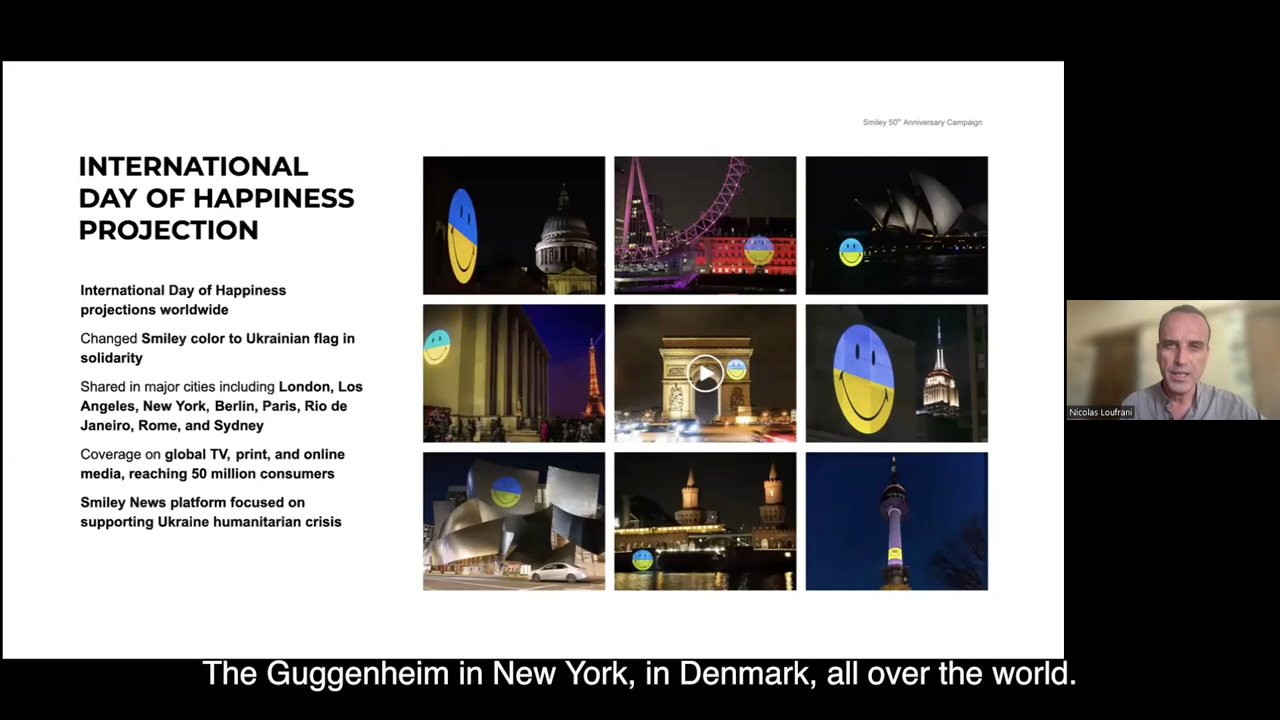 Smiley 50th Anniversary Campaign
INTERNATIONAL
DAY OF HAPPINESS
PROJECTION
International Day of Happiness
projections worldwide
Changed Smiley color to Ukrainian flag in
solidarity
Shared in major cities including London, Los
Angeles, New York, Berlin, Paris, Rio de
Janeiro, Rome, and Sydney
Coverage on global TV, print, and online
media, reaching 50 million consumers
Smiley News platform focused on
supporting Ukraine humanitarian crisis
Nicolas Loufrani
The Guggenheim in New York, in Denmark, all over the world.